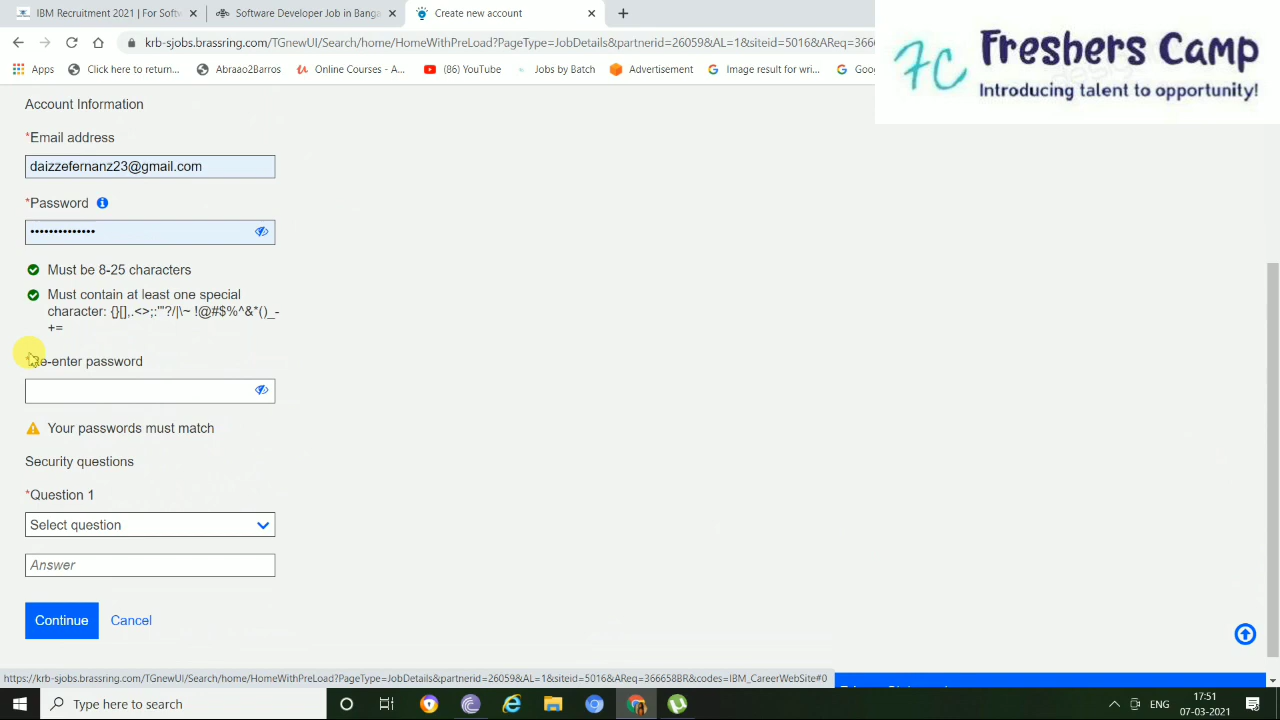 IBM Recruitment 2021 | For Softw
Software Developer Job in Banga
Create new account
krb-sjobs.brassring.com/TGnewUI/Search/home/HomeWithPreLoad?PageType=JobDetails&partnerid=26059&AL=1&siteid=5016&AReq=366
Apps
Click here to return...
Abroad2Barros
Online Courses - A...
(86) YouTube
Jobs by Batch
Advertisement
Image result for wri...
Goo
FC
Freshers Camp
Introducing talent to opportunity!
Account Information
*Email address
daizzefernanz23@gmail.com
*Password
••••••••••••••
Must be 8-25 characters
Must contain at least one special
character: {}[],.<>;:'"?/|\~ !@#$%^&*()_-
+=
*Re-enter password
Your passwords must match
Security questions
*Question 1
Select question
Answer
Continue
Cancel
https://krb-sjobs.brassring.com/TGnewUI/Search/home/HomeWithPreLoad?PageType=JobDetails&partnerid=26059&AL=1&siteid=5016&AReq=366658BR&codes=IBM_CareerWebSite#0
Type here to search
ENG
17:51
07-03-2021